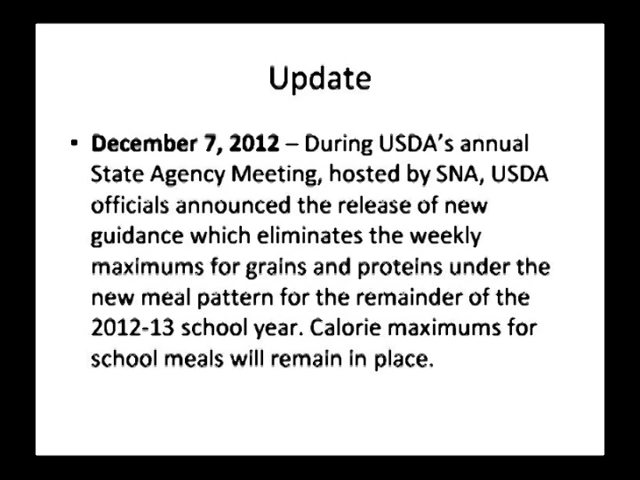 Update
▪ December 7, 2012 – During USDA's annual
State Agency Meeting, hosted by SNA, USDA
officials announced the release of new
guidance which eliminates the weekly
maximums for grains and proteins under the
new meal pattern for the remainder of the
2012-13 school year. Calorie maximums for
school meals will remain in place.